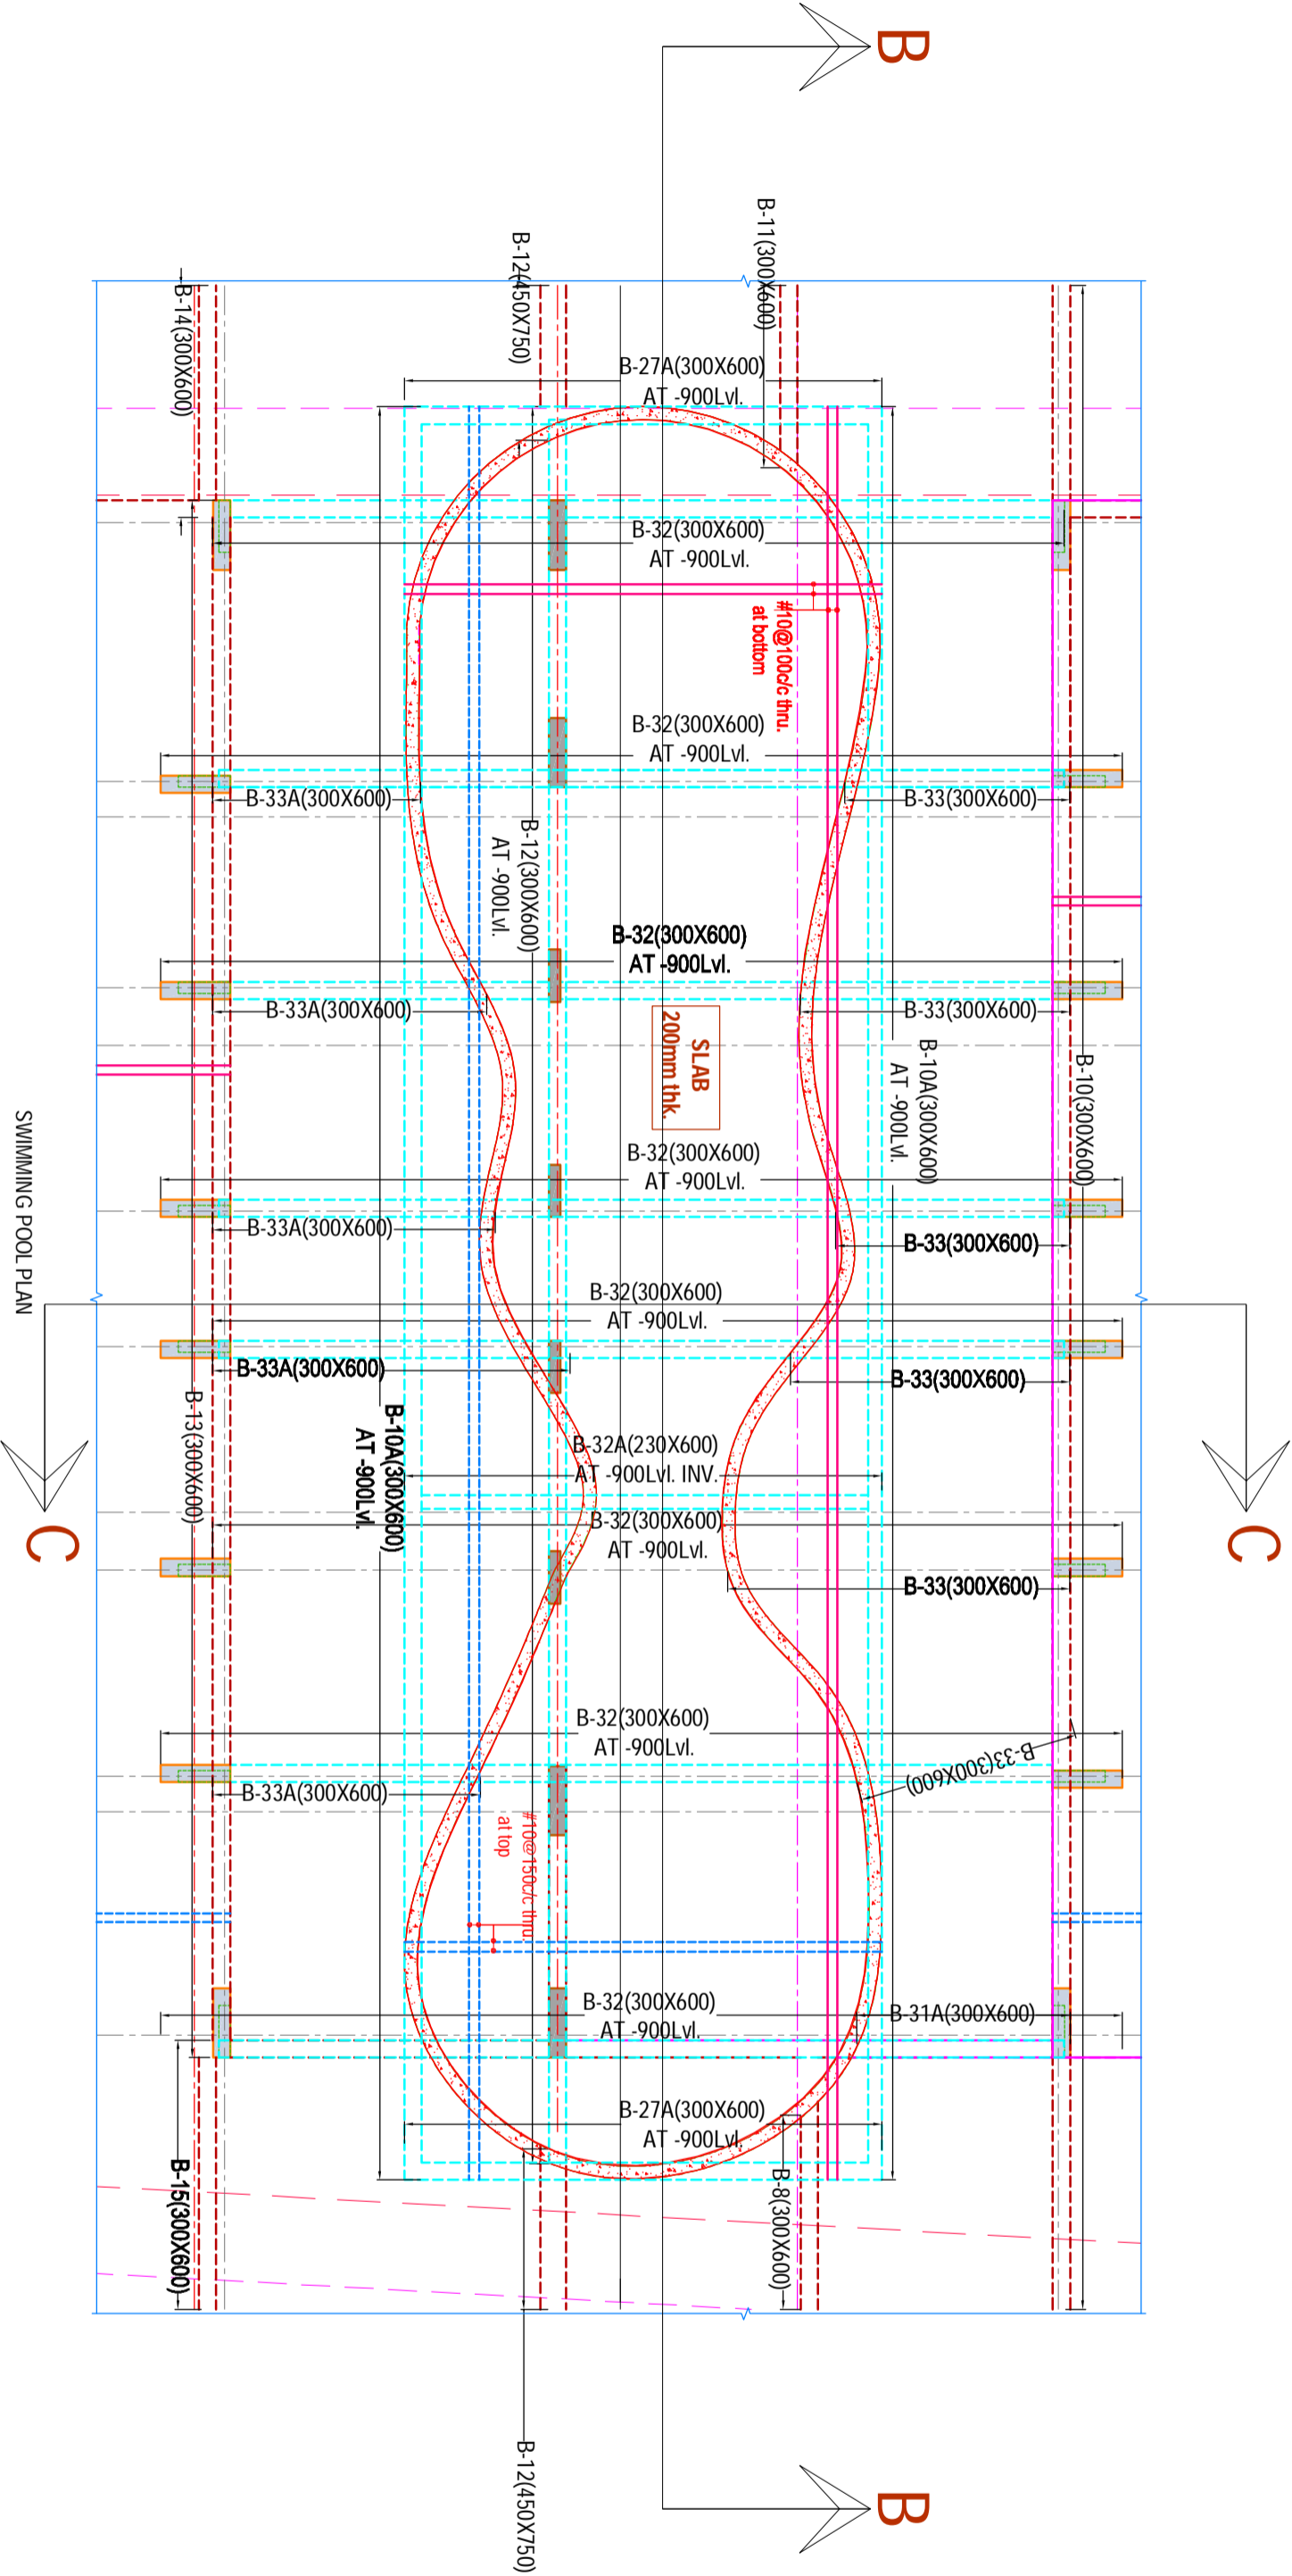 B
B-11(300X600)
B-12(450X750)
B-14(300X600)
B-27A(300X600)
AT -900Lvl.
B-32(300X600)
AT -900Lvl.
#10@100c/c thru.
at bottom
B-32(300X600)
AT -900Lvl.
B-33A(300X600)
B-33(300X600)
B-12(300X600)
AT -900Lvl.
B-32(300X600)
AT -900Lvl.
B-33A(300X600)
B-33(300X600)
SLAB
200mm thk.
B-10A(300X600)
AT -900Lvl.
B-10(300X600)
SWIMMING POOL PLAN
B-32(300X600)
AT -900Lvl.
B-33A(300X600)
B-33(300X600)
B-32(300X600)
AT -900Lvl.
B-33A(300X600)
B-33(300X600)
B-13(300X600)
B-10A(300X600)
AT -900Lvl.
B-32A(230X600)
AT -900Lvl. INV.
C
C
B-32(300X600)
AT -900Lvl.
B-33(300X600)
B-32(300X600)
AT -900Lvl.
B-33(300X600)
B-33A(300X600)
#10@150c/c thru.
at top
B-32(300X600)
AT -900Lvl.
B-31A(300X600)
B-27A(300X600)
AT -900Lvl.
B-15(300X600)
B-8(300X600)
B-12(450X750)
B